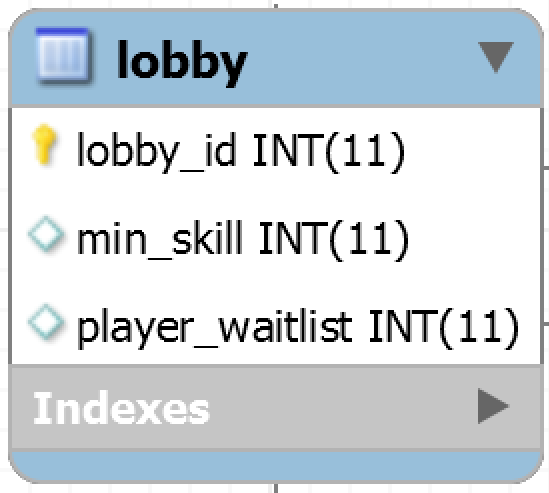 lobby
lobby_id INT(11)
min_skill INT(11)
player_waitlist INT(11)
Indexes